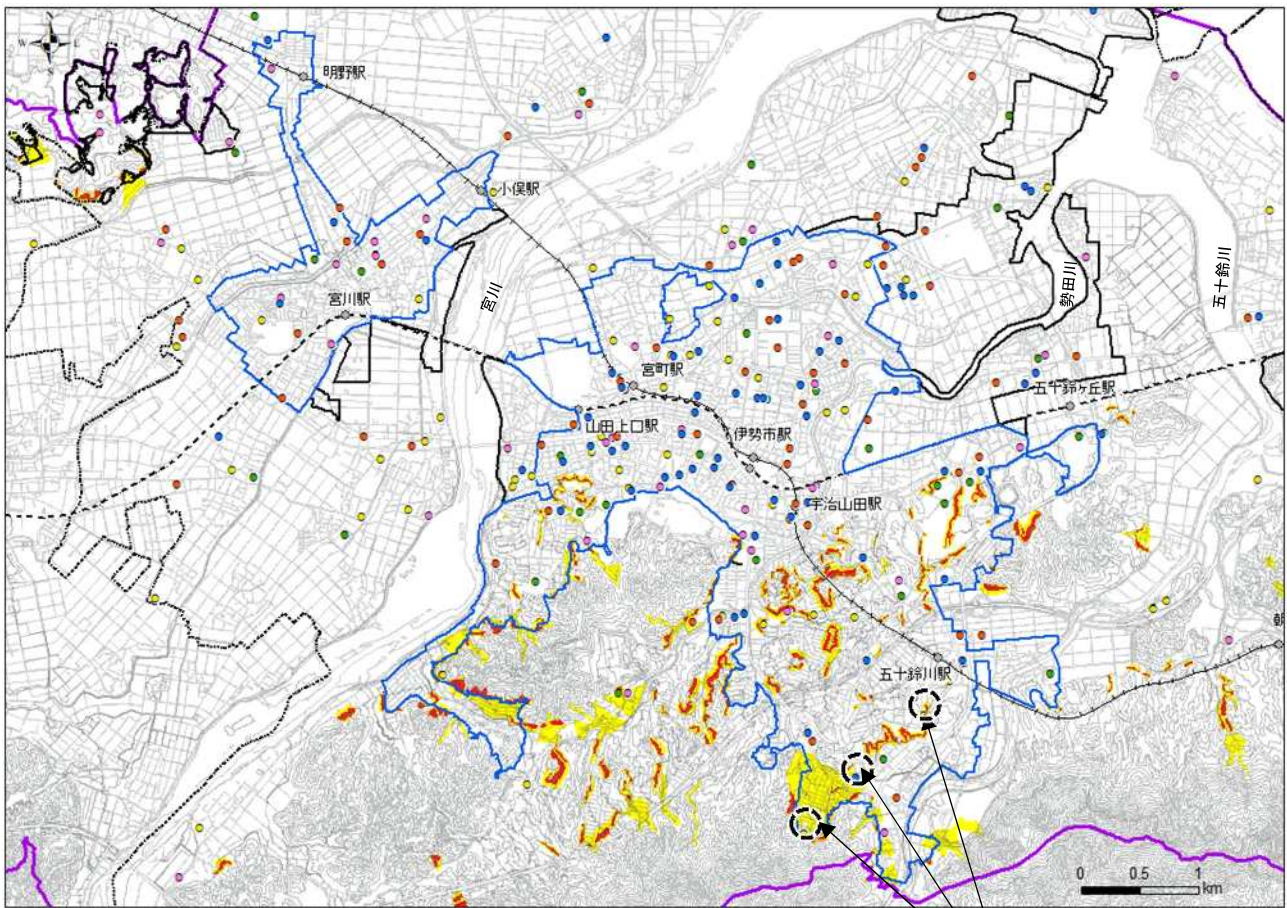 N
W
E
S
明野駅
小俣駅
宮川駅
宮川
勢田川
五十鈴川
宮町駅
五十鈴ヶ丘駅
山田上口駅
伊勢市駅
宇治山田駅
朝
五十鈴川駅
0 0.5 1
km